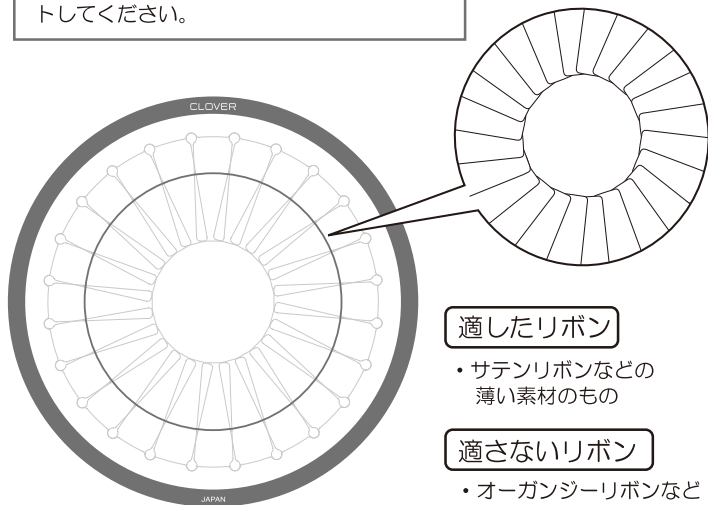 トしてください。
CLOVER
JAPAN
適したリボン
・サテンリボンなどの
薄い素材のもの
適さないリボン
・オーガンジーリボンなど